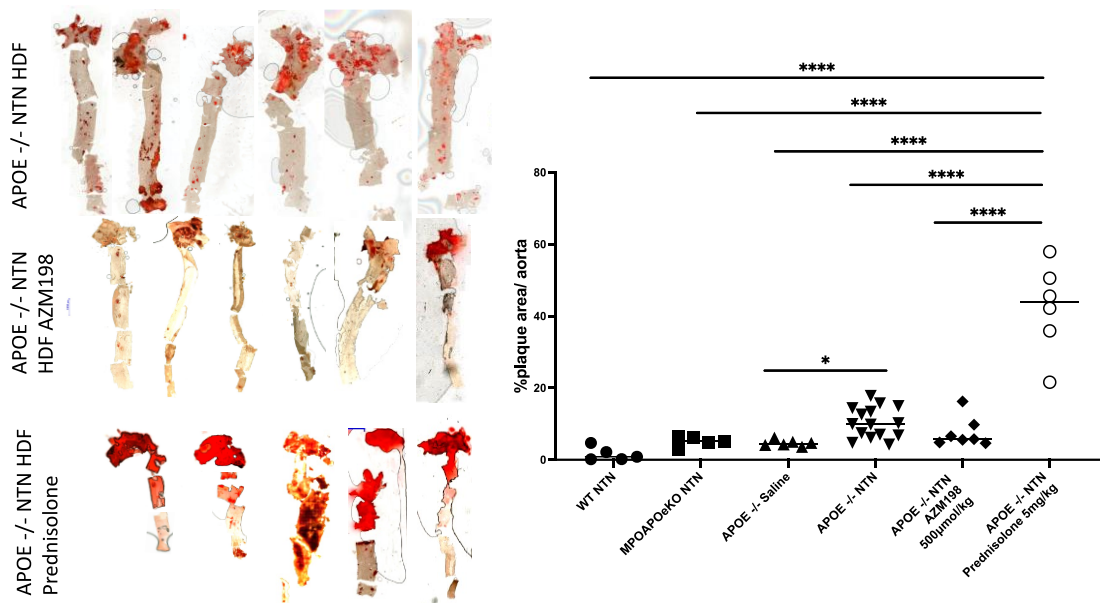 APOE -/- NTN HDF
APOE -/- NTN
HDF AZM198
APOE -/- NTN HDF
Prednisolone
****
****
****
****
****
*
%plaque area/ aorta
80
60
40
20
0
WT NTN
MPOAPOeKO NTN
APOE -/- Saline
APOE -/- NTN
APOE -/- NTN
AZM198
500μmol/kg
APOE -/- NTN
Prednisolone 5mg/kg